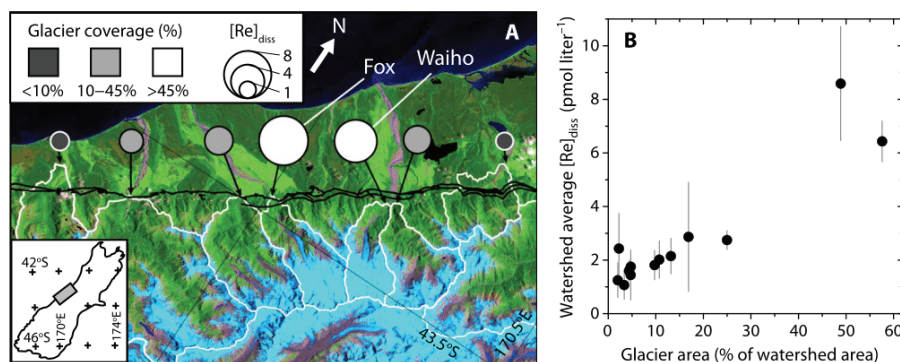 Glacier coverage (%)
<10% 10–45% >45%
[Re]diss
8
4
1
N
A
Fox
Waiho
42°S
46°S
170°E
174°E
43.5°S
170.5°E
B
Watershed average [Re]diss (pmol liter⁻¹)
10
8
6
4
2
0
0 10 20 30 40 50 60
Glacier area (% of watershed area)